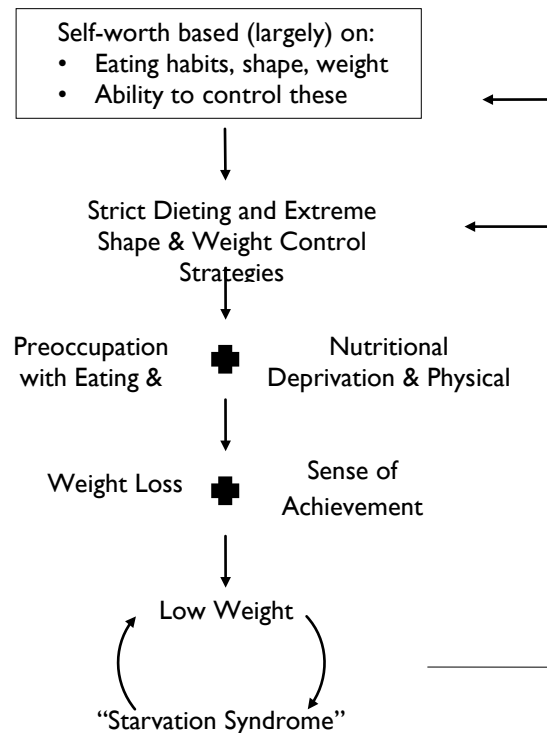 Self-worth based (largely) on:
• Eating habits, shape, weight
• Ability to control these
Strict Dieting and Extreme
Shape & Weight Control
Strategies
Preoccupation
with Eating &
Nutritional
Deprivation & Physical
Weight Loss
Sense of
Achievement
Low Weight
“Starvation Syndrome”